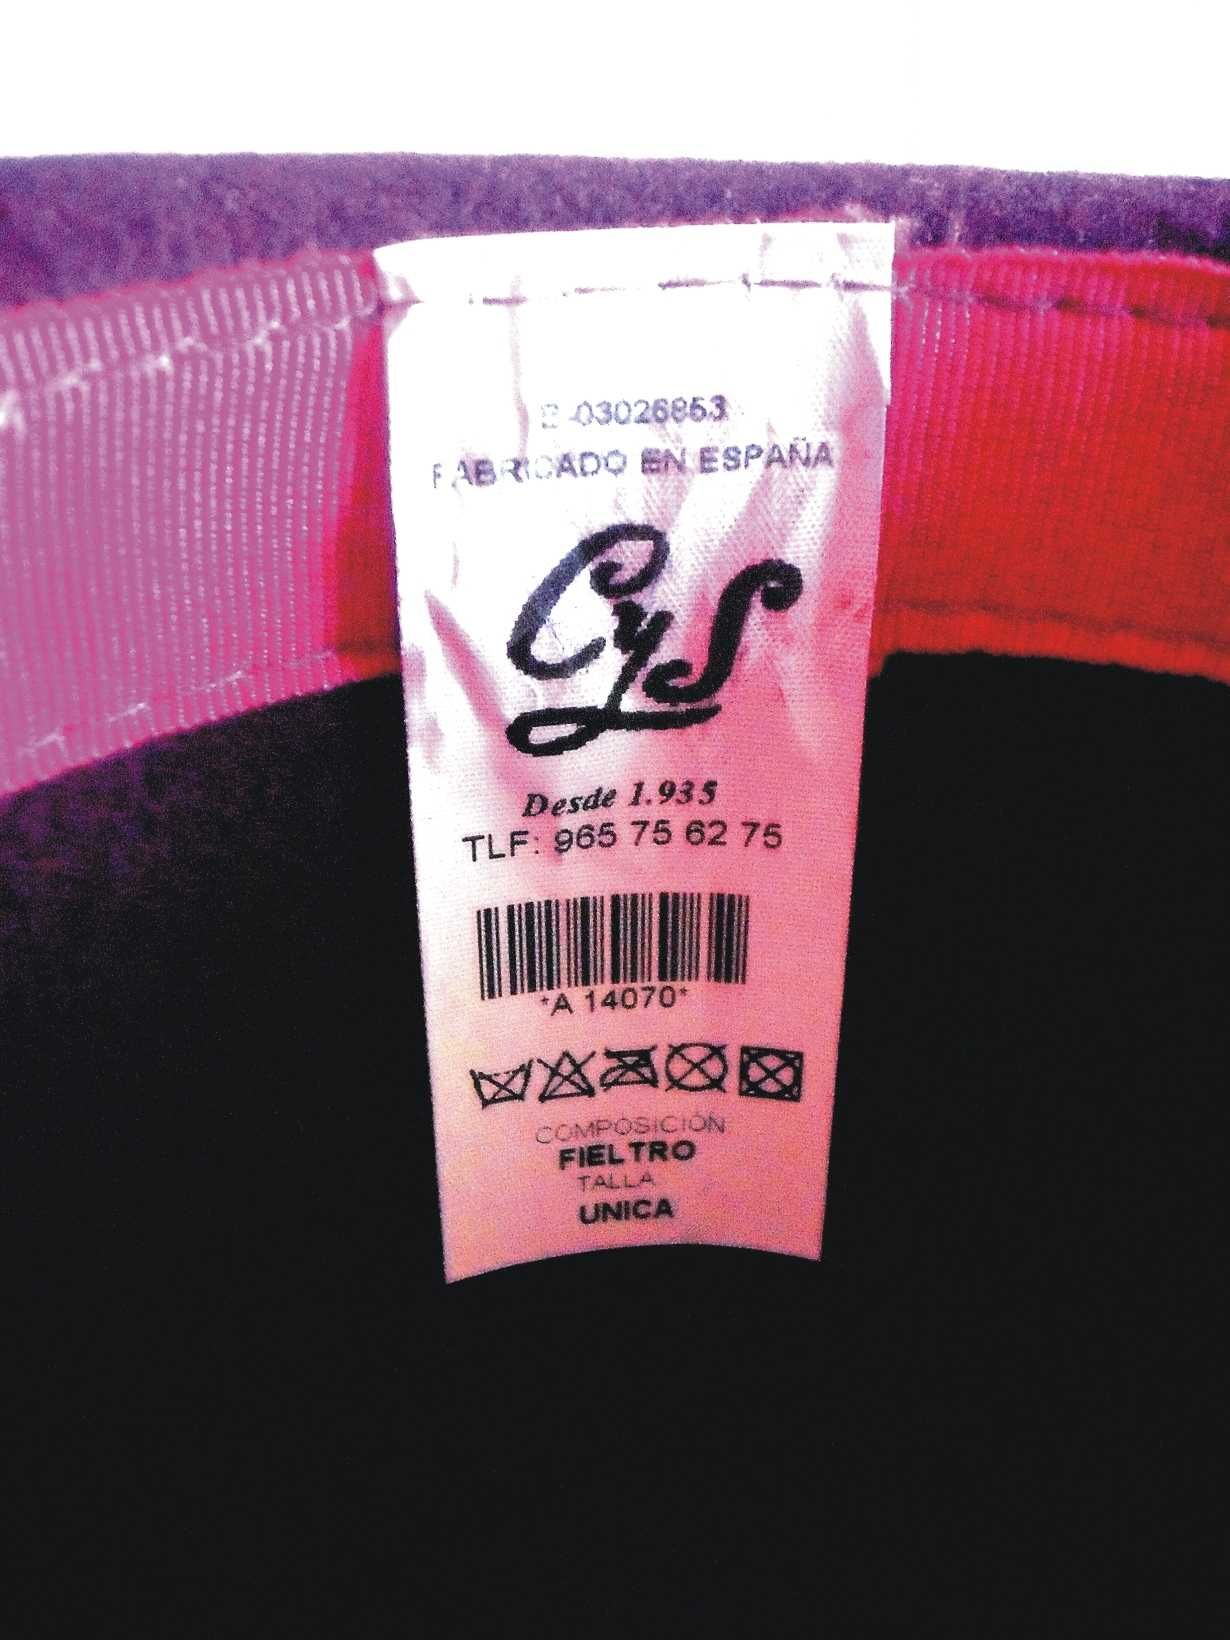 B-03026853
FABRICADO EN ESPAÑA
CyS
Desde 1.935
TLF: 965 75 62 75
*A 14070*
COMPOSICIÓN
FIELTRO
TALLA
UNICA